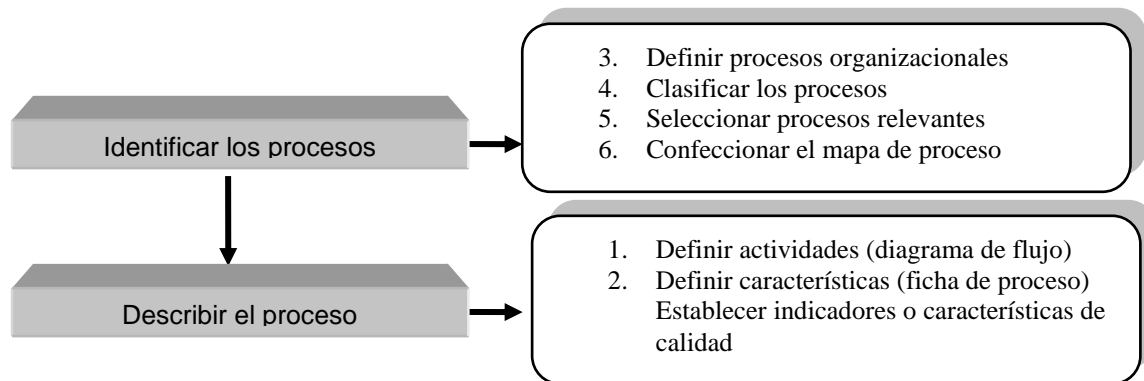 Identificar los procesos
3. Definir procesos organizacionales
4. Clasificar los procesos
5. Seleccionar procesos relevantes
6. Confeccionar el mapa de proceso
Describir el proceso
1. Definir actividades (diagrama de flujo)
2. Definir características (ficha de proceso)
Establecer indicadores o características de
calidad